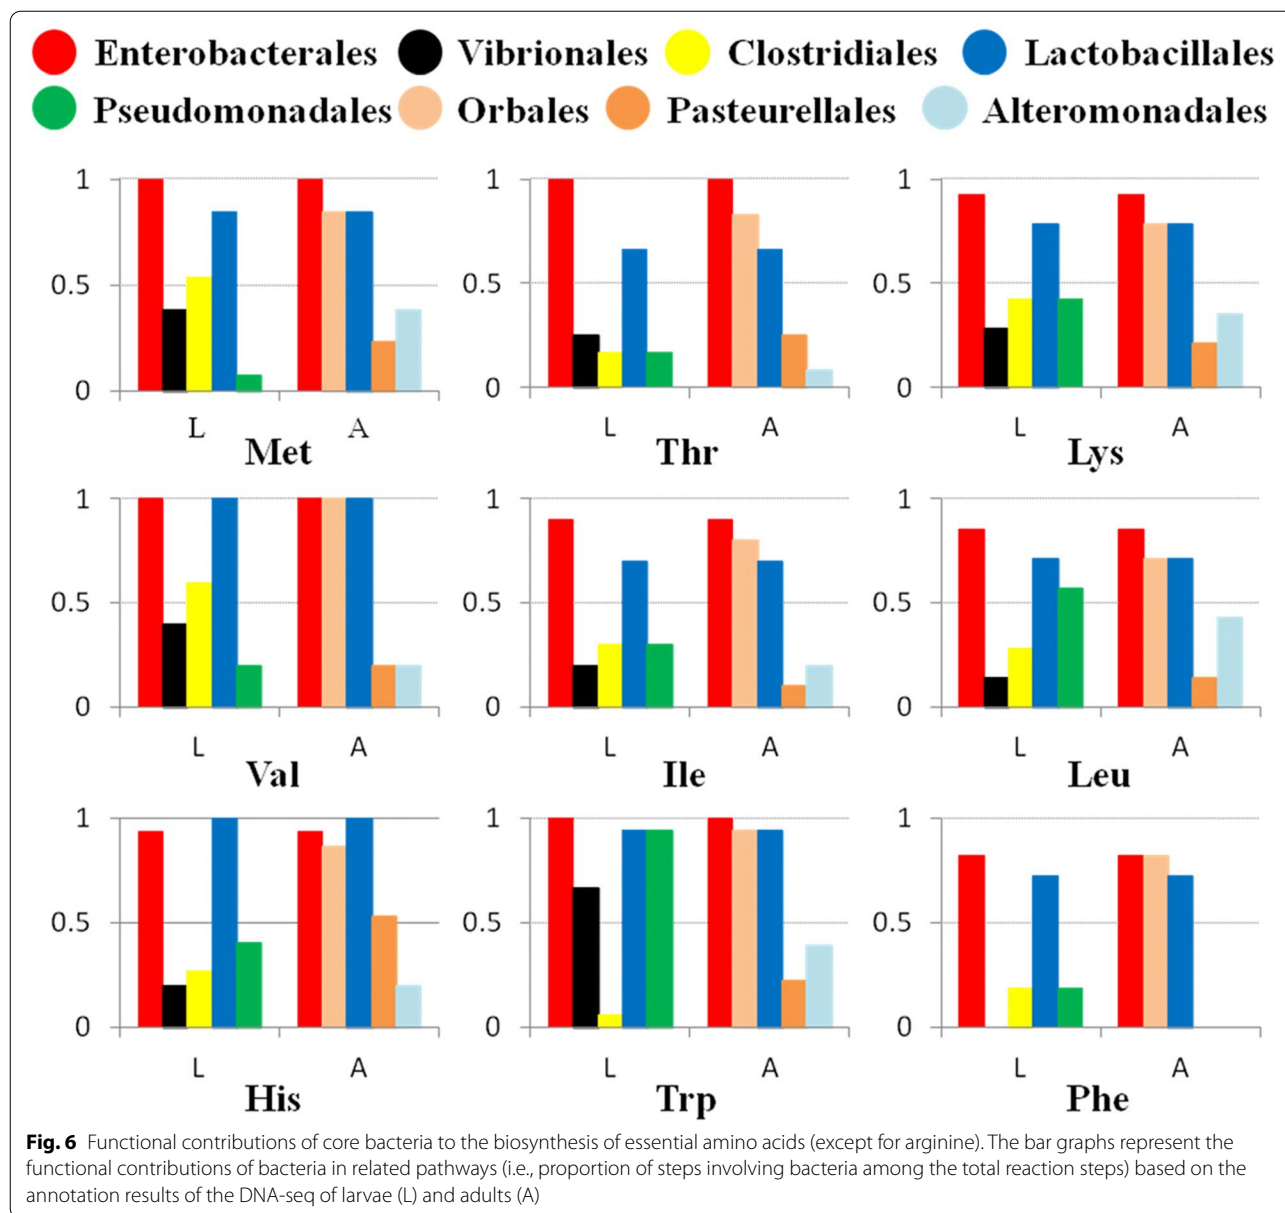 Enterobacterales Vibrionales Clostridiales Lactobacillales
Pseudomonadales Orbales Pasteurellales Alteromonadales
1 1 1
0.5 0.5 0.5
0 0 0
L A L A L A
Met Thr Lys
1 1 1
0.5 0.5 0.5
0 0 0
L A L A L A
Val Ile Leu
1 1 1
0.5 0.5 0.5
0 0 0
L A L A L A
His Trp Phe
Fig. 6 Functional contributions of core bacteria to the biosynthesis of essential amino acids (except for arginine). The bar graphs represent the
functional contributions of bacteria in related pathways (i.e., proportion of steps involving bacteria among the total reaction steps) based on the
annotation results of the DNA-seq of larvae (L) and adults (A)